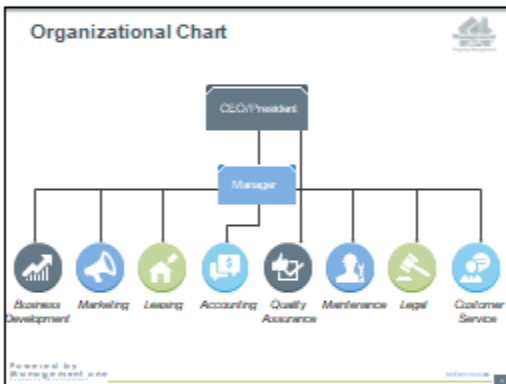 Organizational Chart
CEO/President
Manager
Business
Development
Marketing
Leasing
Accounting
Quality
Assurance
Maintenance
Legal
Customer
Service
Powered by
Management one